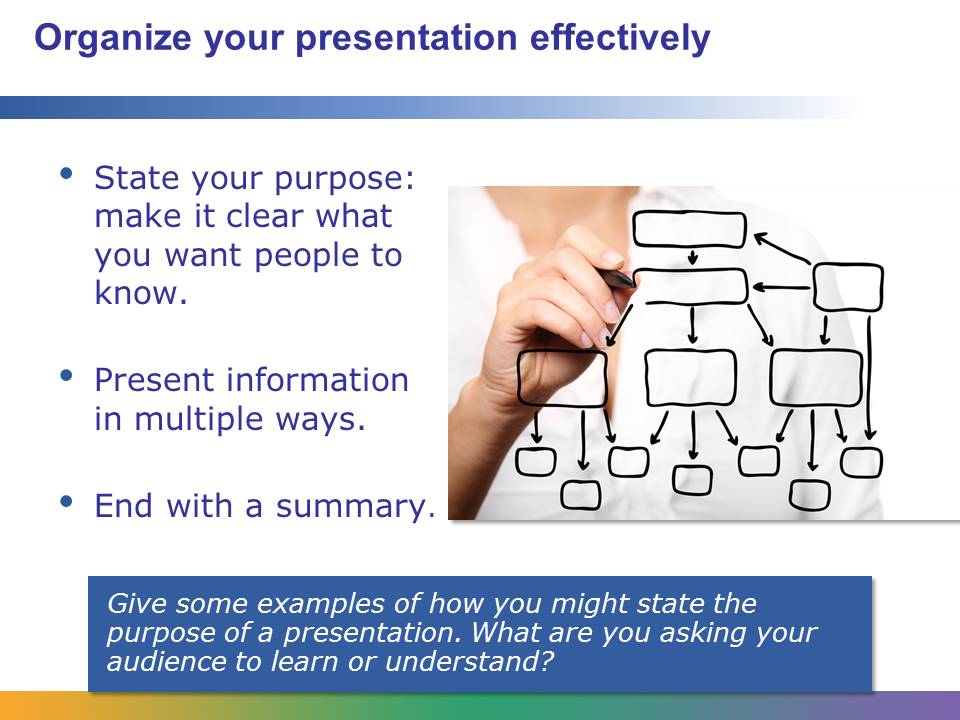 Organize your presentation effectively
• State your purpose:
make it clear what
you want people to
know.
• Present information
in multiple ways.
• End with a summary.
Give some examples of how you might state the
purpose of a presentation. What are you asking your
audience to learn or understand?